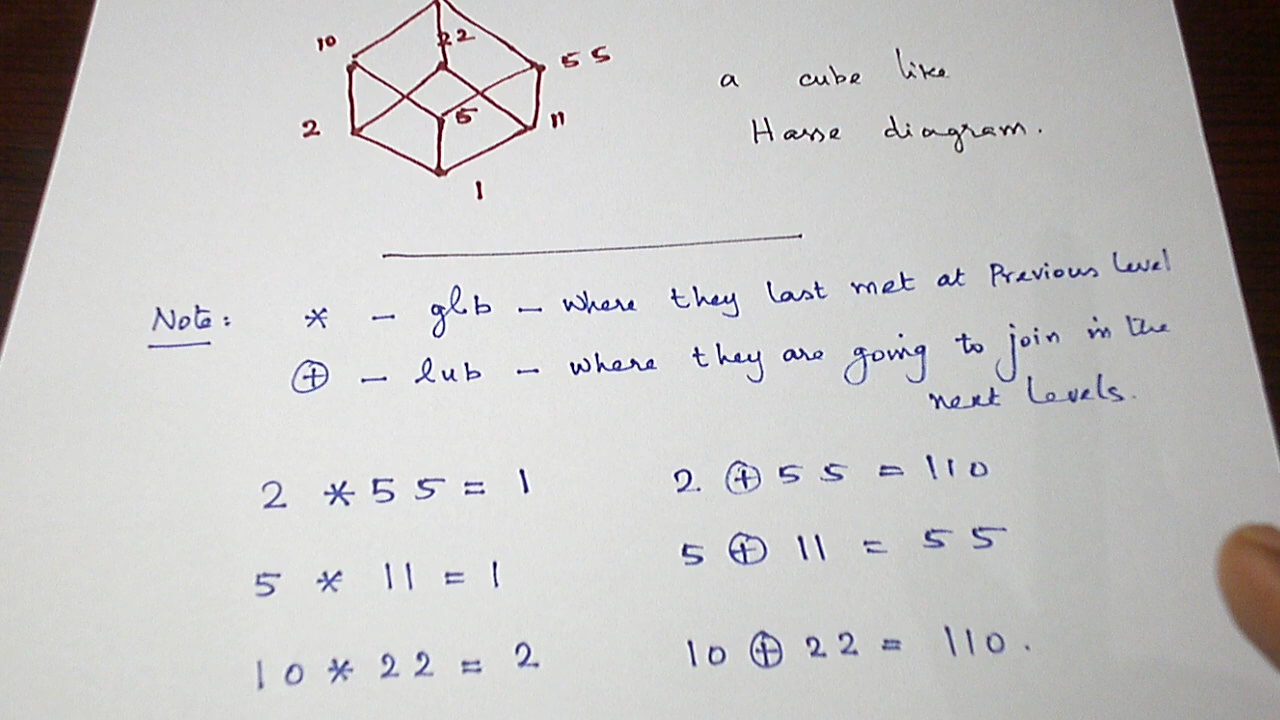 22
10
55
a cube like
5
11
2
Hasse diagram.
1
Note: * - glb - where they last met at Previous Level
⊕ - lub - where they are going to join in the
next levels.
2 * 55 = 1 2 ⊕ 55 = 110
5 * 11 = 1 5 ⊕ 11 = 55
10 * 22 = 2 10 ⊕ 22 = 110.